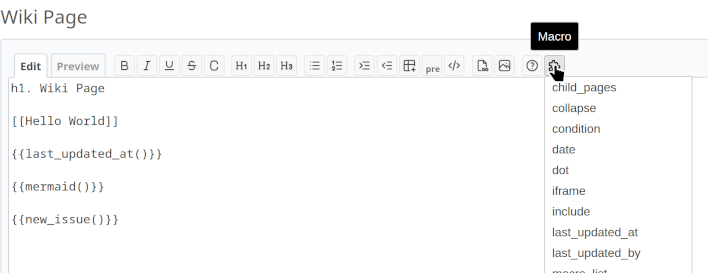 Wiki Page
Macro
Edit Preview B I U S C H1 H2 H3 pre </> ?
h1. Wiki Page
[[Hello World]]
{{last_updated_at()}}
{{mermaid()}}
{{new_issue()}}
child_pages
collapse
condition
date
dot
iframe
include
last_updated_at
last_updated_by
macro_list